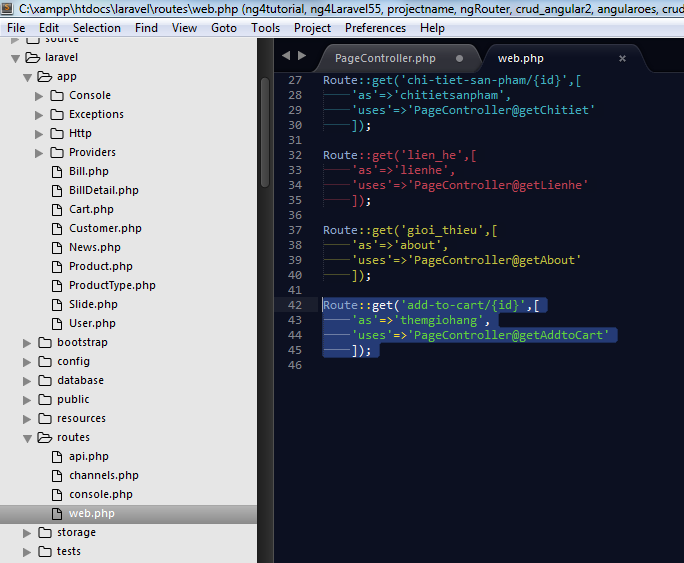 C:\xampp\htdocs\laravel\routes\web.php (ng4tutorial, ng4Laravel55, projectname, ngRouter, crud_angular2, angularoes, crud
File Edit Selection Find View Goto Tools Project Preferences Help
laravel
app
Console
Exceptions
Http
Providers
Bill.php
BillDetail.php
Cart.php
Customer.php
News.php
Product.php
ProductType.php
Slide.php
User.php
bootstrap
config
database
public
resources
routes
api.php
channels.php
console.php
web.php
storage
tests
PageController.php web.php
27 Route::get('chi-tiet-san-pham/{id}',[
28 'as'=>'chitietsanpham',
29 'uses'=>'PageController@getChitiet'
30 ]);
31
32 Route::get('lien_he',[
33 'as'=>'lienhe',
34 'uses'=>'PageController@getLienhe'
35 ]);
36
37 Route::get('gioi_thieu',[
38 'as'=>'about',
39 'uses'=>'PageController@getAbout'
40 ]);
41
42 Route::get('add-to-cart/{id}',[
43 'as'=>'themgiohang',
44 'uses'=>'PageController@getAddtoCart'
45 ]);
46